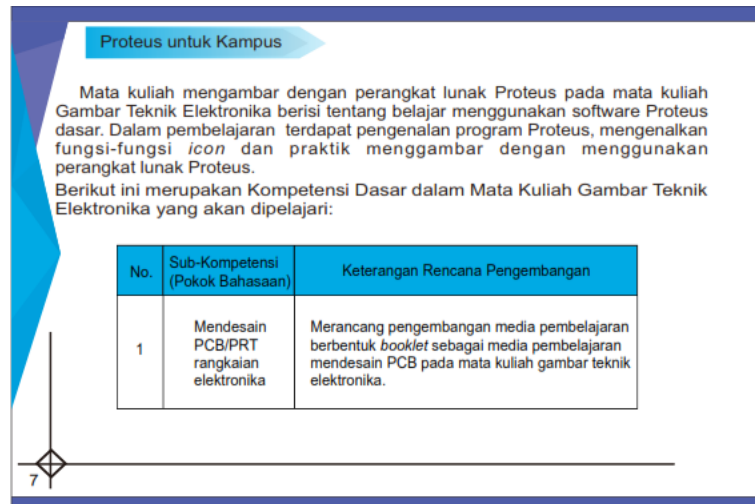 Proteus untuk Kampus
Mata kuliah mengambar dengan perangkat lunak Proteus pada mata kuliah
Gambar Teknik Elektronika berisi tentang belajar menggunakan software Proteus
dasar. Dalam pembelajaran terdapat pengenalan program Proteus, mengenalkan
fungsi-fungsi icon dan praktik menggambar dengan menggunakan
perangkat lunak Proteus.
Berikut ini merupakan Kompetensi Dasar dalam Mata Kuliah Gambar Teknik
Elektronika yang akan dipelajari:
No.
Sub-Kompetensi
(Pokok Bahasaan)
Keterangan Rencana Pengembangan
1
Mendesain
PCB/PRT
rangkaian
elektronika
Merancang pengembangan media pembelajaran
berbentuk booklet sebagai media pembelajaran
mendesain PCB pada mata kuliah gambar teknik
elektronika.
7